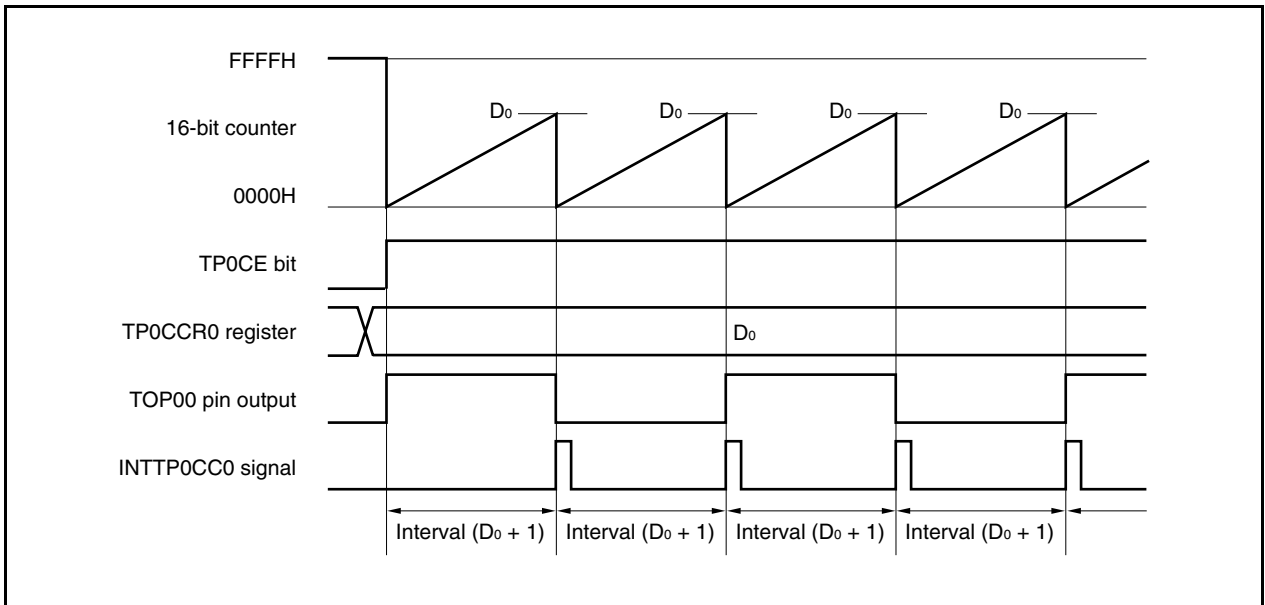 FFFFH
D0 D0 D0 D0
16-bit counter
0000H
TP0CE bit
TP0CCR0 register D0
TOP00 pin output
INTTP0CC0 signal
Interval (D0 + 1) Interval (D0 + 1) Interval (D0 + 1) Interval (D0 + 1)